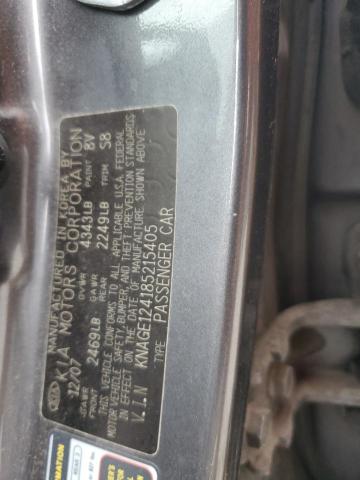 MANUFACTURED IN KOREA BY
KIA
KIA MOTORS CORPORATION
12/07 GVWR 4343LB PAINT 8V
GAWR FRONT 2469LB GAWR REAR 2249LB TRIM S8
THIS VEHICLE CONFORMS TO ALL APPLICABLE U.S.A. FEDERAL
MOTOR VEHICLE SAFETY, BUMPER, AND THEFT PREVENTION STANDARDS
IN EFFECT ON THE DATE OF MANUFACTURE SHOWN ABOVE
V.I.N KNAGE124185215405
TYPE PASSENGER CAR